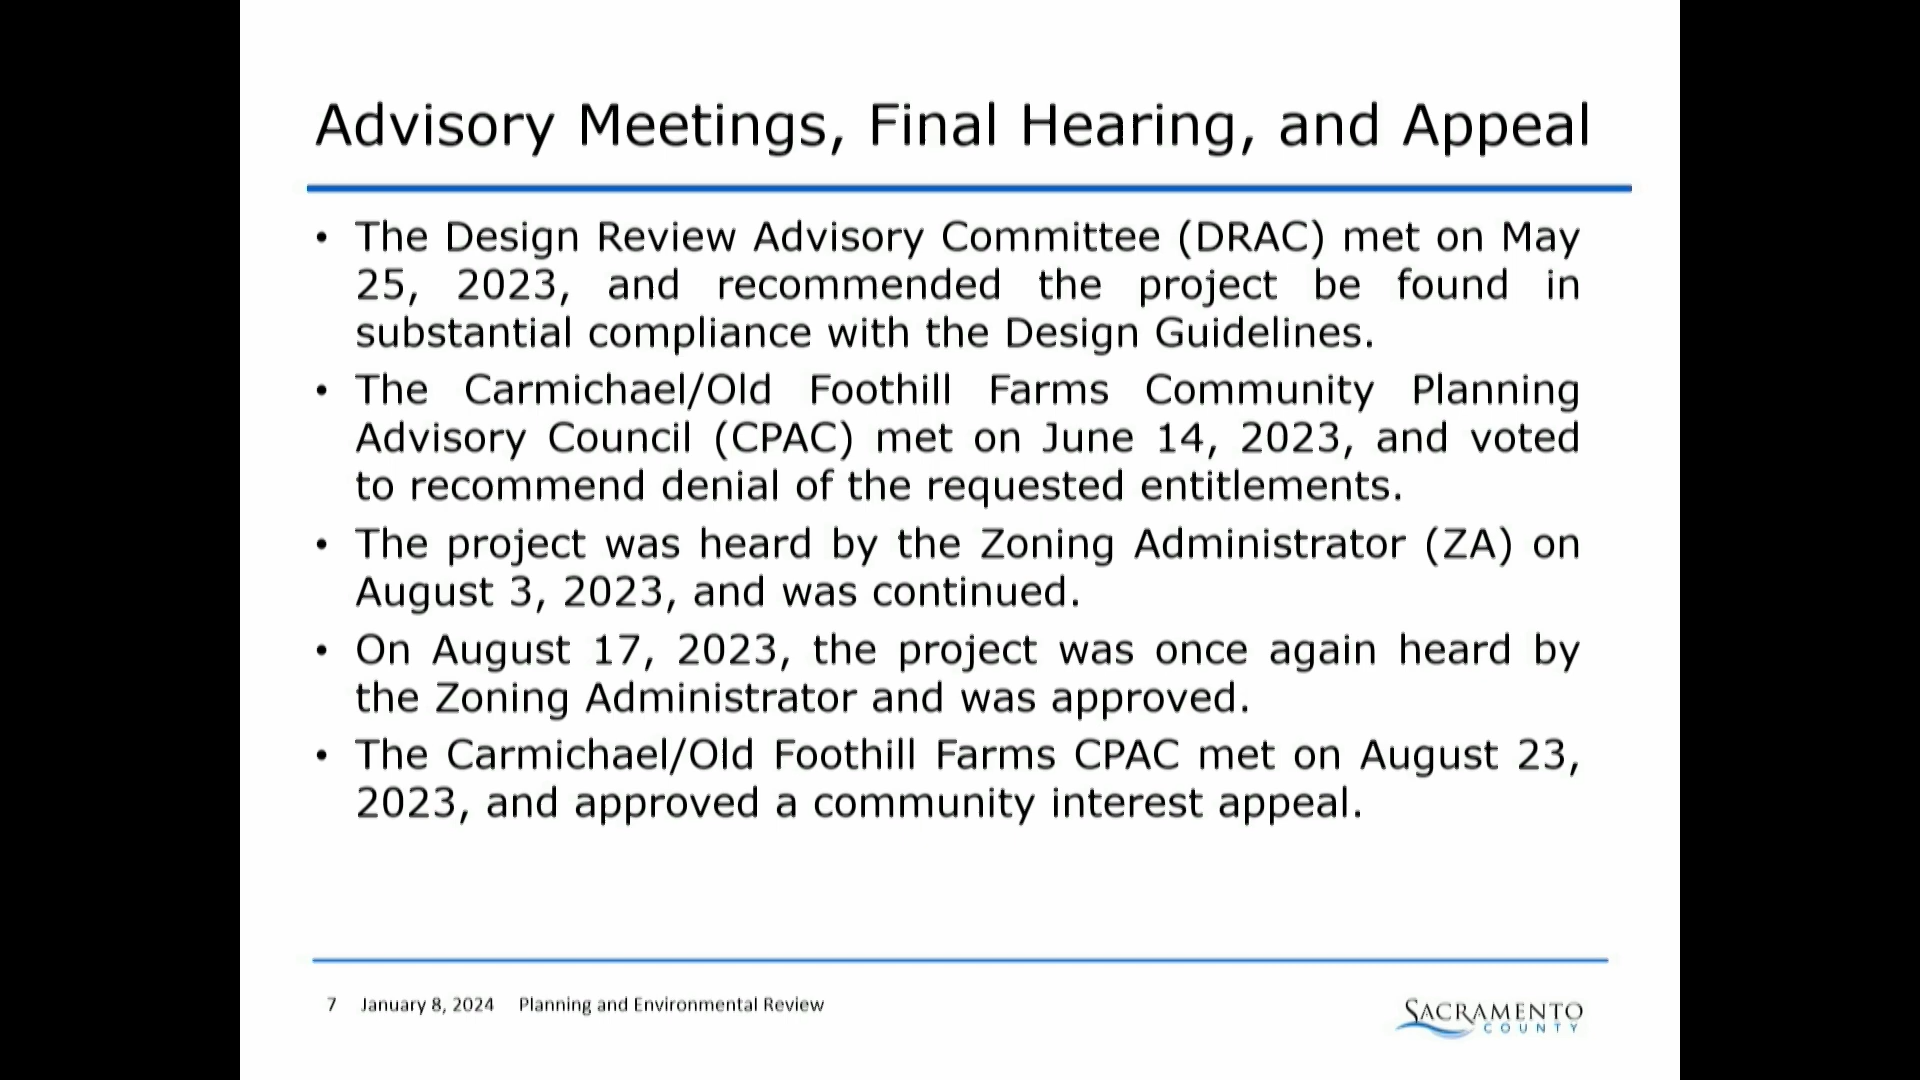 Advisory Meetings, Final Hearing, and Appeal
• The Design Review Advisory Committee (DRAC) met on May
25, 2023, and recommended the project be found in
substantial compliance with the Design Guidelines.
• The Carmichael/Old Foothill Farms Community Planning
Advisory Council (CPAC) met on June 14, 2023, and voted
to recommend denial of the requested entitlements.
• The project was heard by the Zoning Administrator (ZA) on
August 3, 2023, and was continued.
• On August 17, 2023, the project was once again heard by
the Zoning Administrator and was approved.
• The Carmichael/Old Foothill Farms CPAC met on August 23,
2023, and approved a community interest appeal.
7 January 8, 2024 Planning and Environmental Review
SACRAMENTO
COUNTY